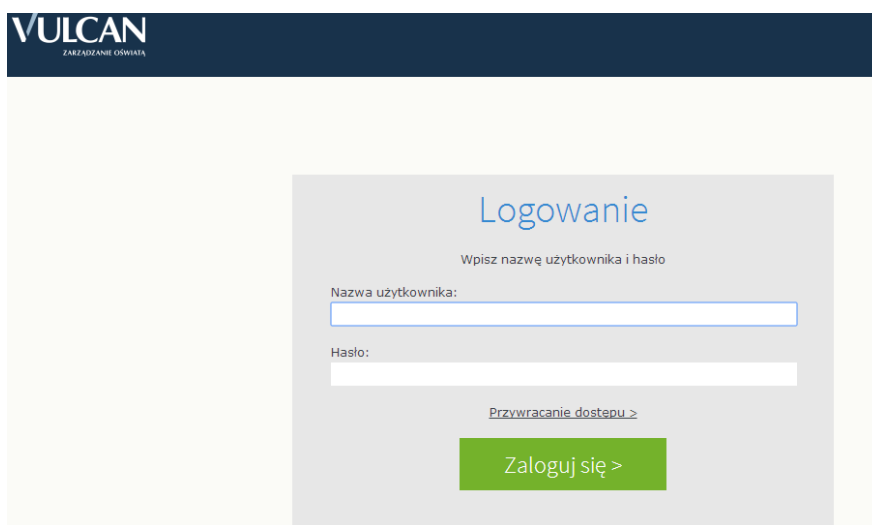 VULCAN
ZARZĄDZANIE OŚWIATĄ
Logowanie
Wpisz nazwę użytkownika i hasło
Nazwa użytkownika:
Hasło:
Przywracanie dostępu >
Zaloguj się >